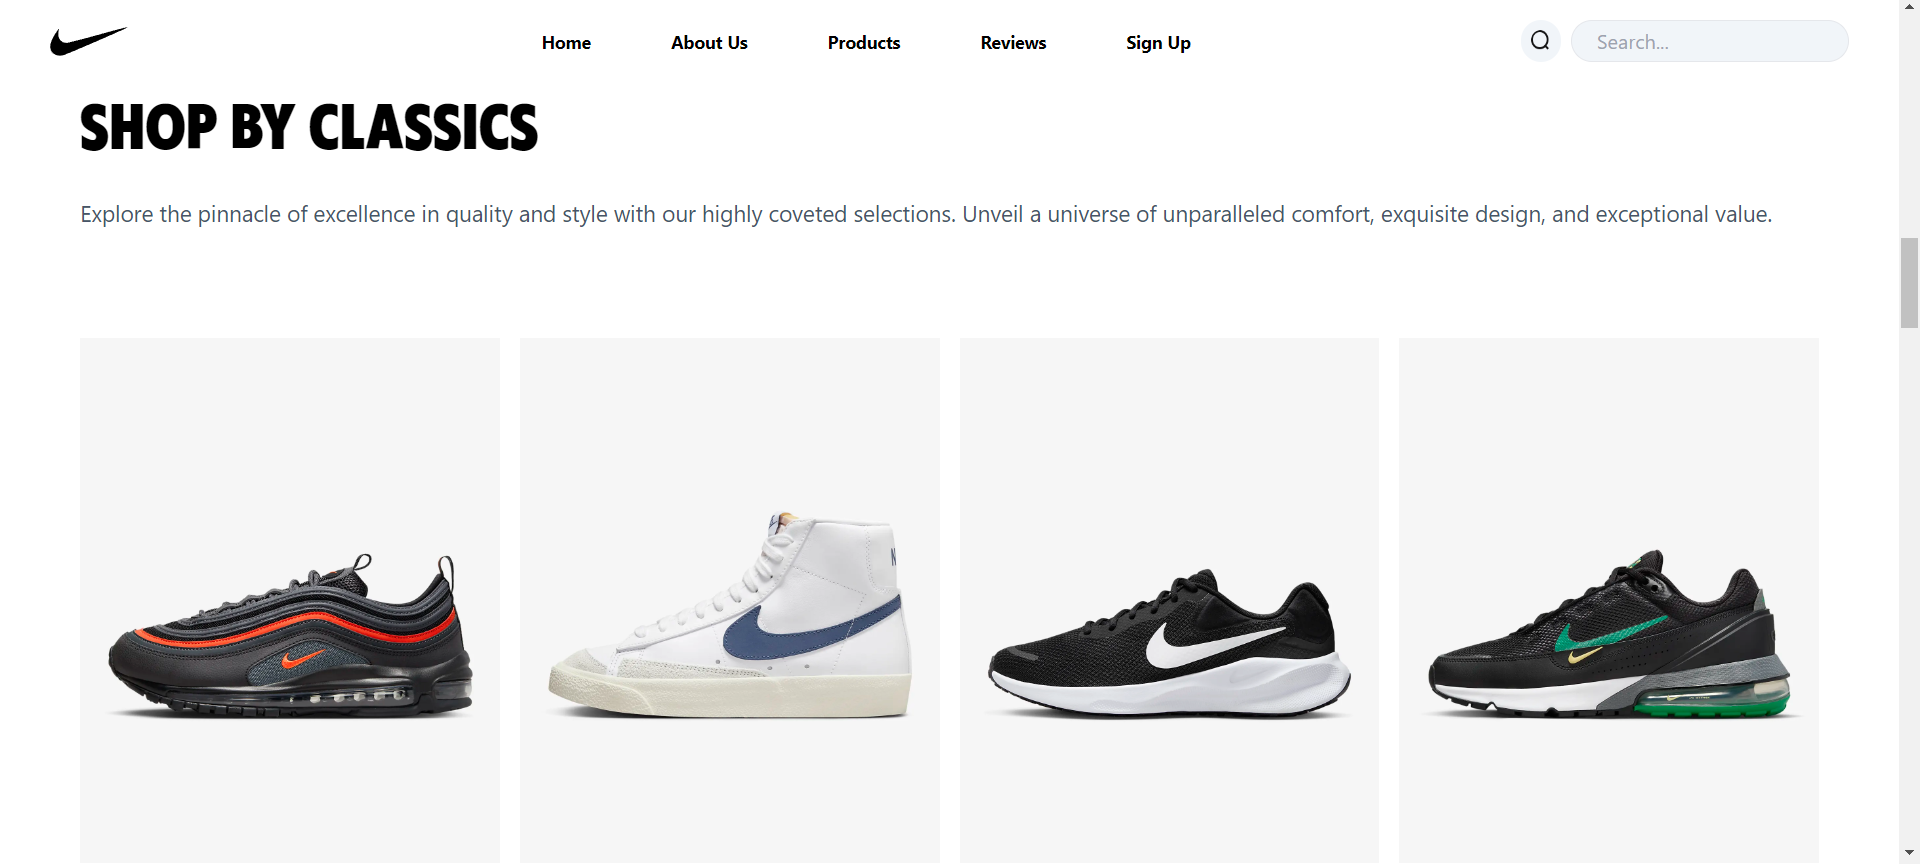 Home About Us Products Reviews Sign Up Search...
SHOP BY CLASSICS
Explore the pinnacle of excellence in quality and style with our highly coveted selections. Unveil a universe of unparalleled comfort, exquisite design, and exceptional value.
N